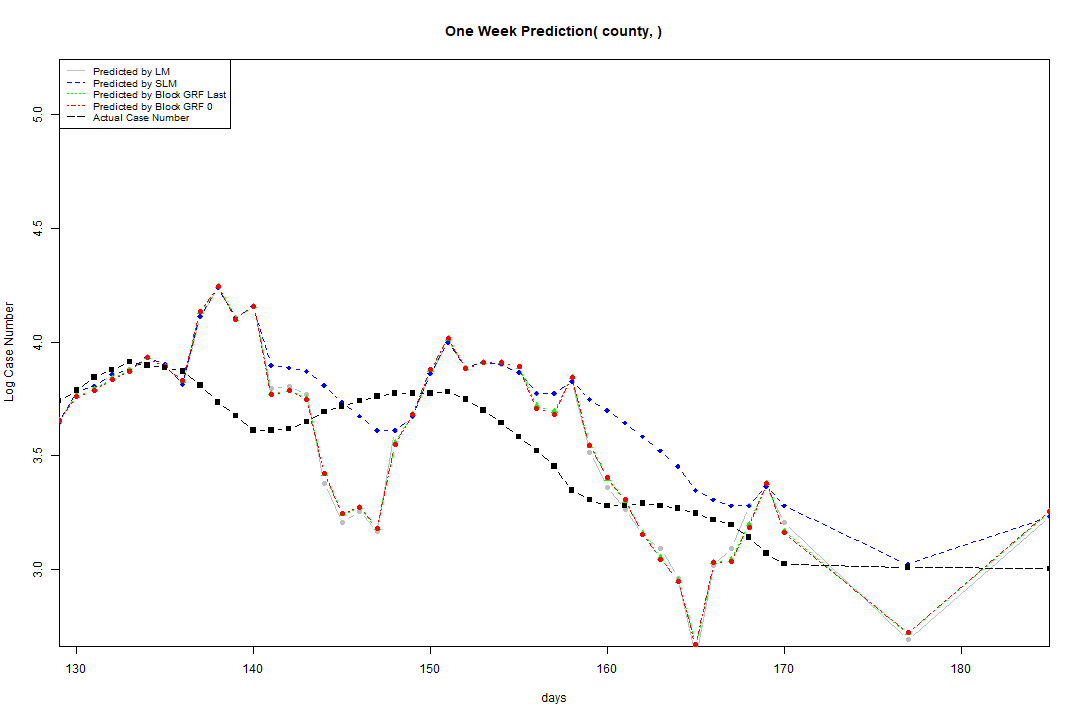 One Week Prediction( county, )
Predicted by LM
Predicted by SLM
Predicted by Block GRF Last
Predicted by Block GRF 0
Actual Case Number
5.0
4.5
4.0
3.5
3.0
Log Case Number
130 140 150 160 170 180
days